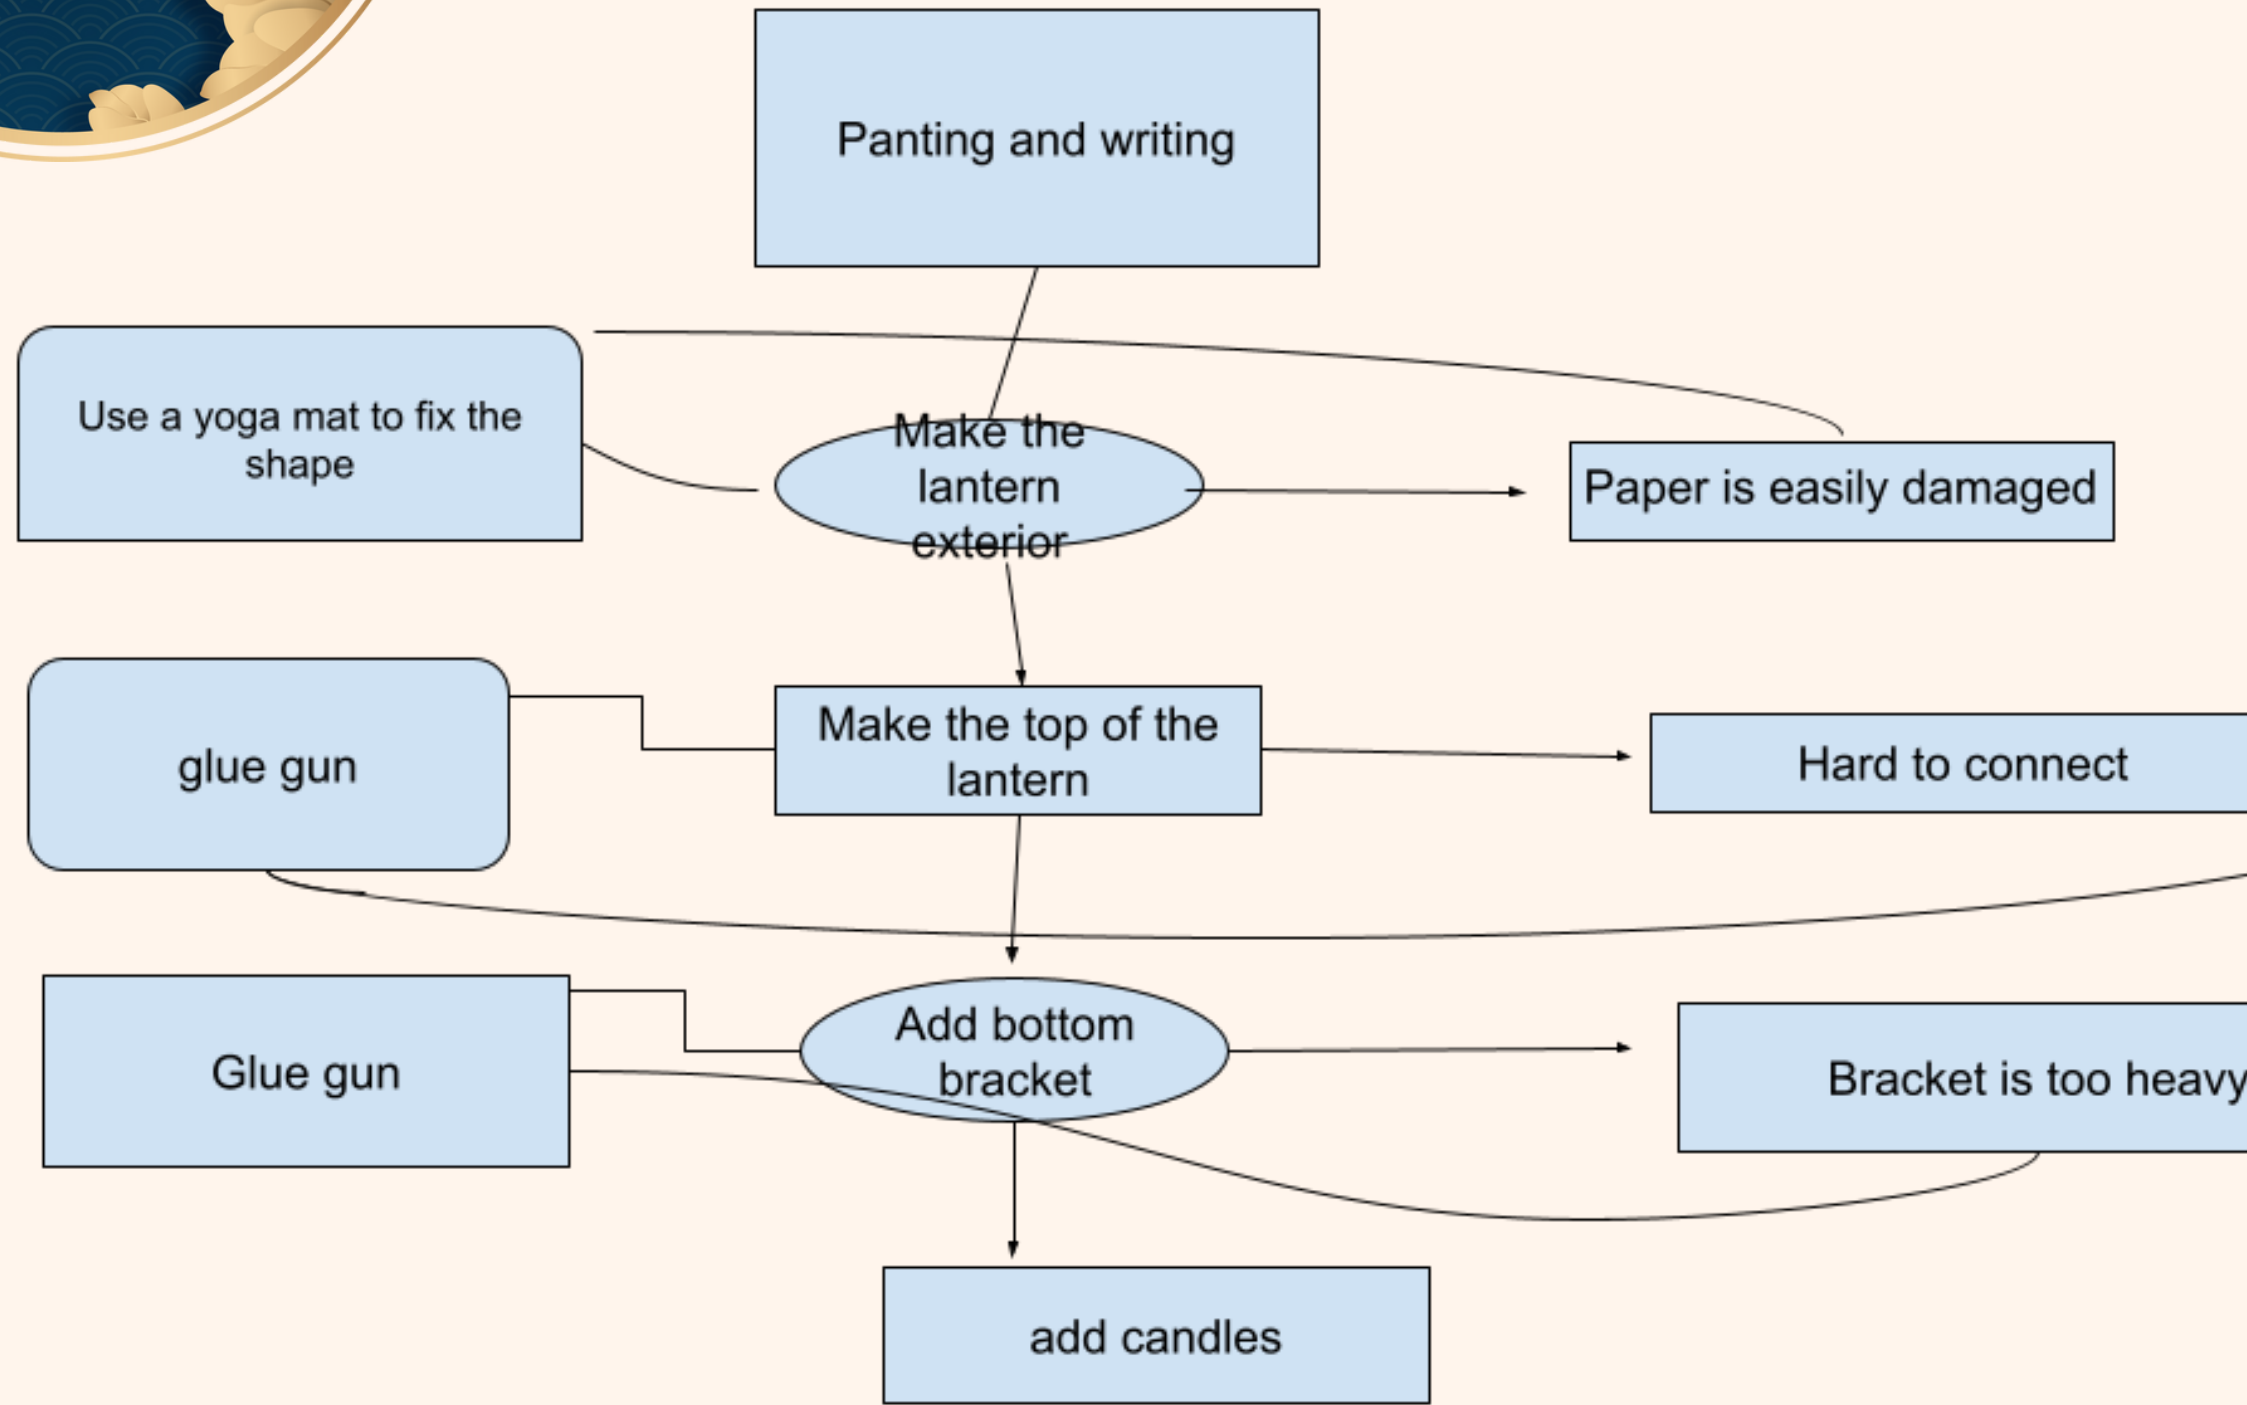 Panting and writing
Use a yoga mat to fix the
shape
Make the
lantern
exterior
Paper is easily damaged
glue gun
Make the top of the
lantern
Hard to connect
Glue gun
Add bottom
bracket
Bracket is too heavy
add candles